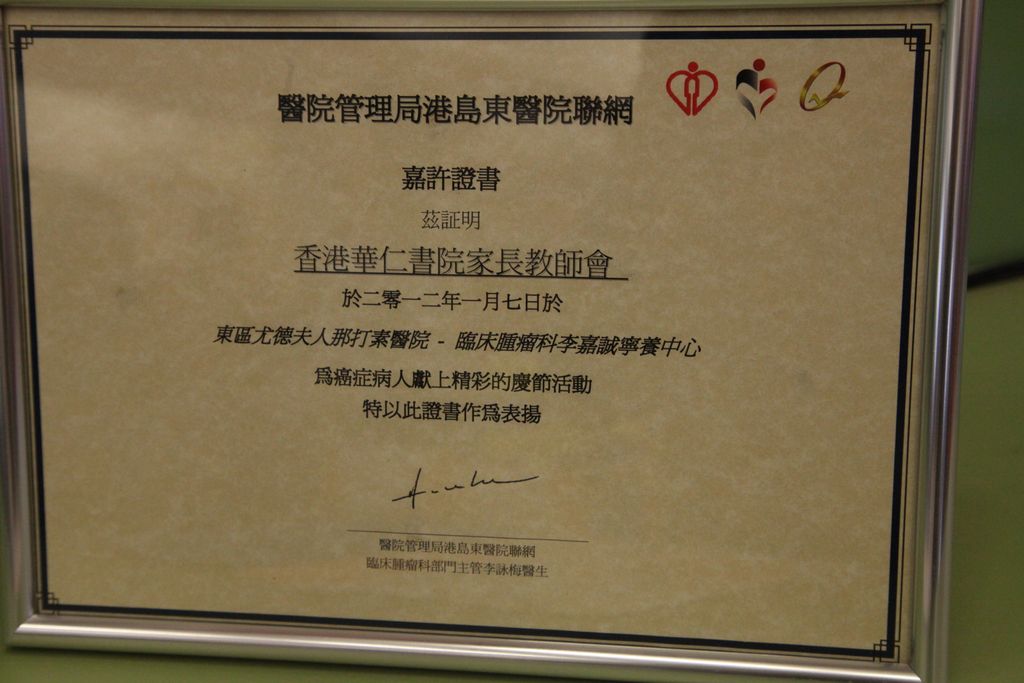 醫院管理局港島東醫院聯網
嘉許證書
茲証明
香港華仁書院家長教師會
於二零一二年一月七日於
東區尤德夫人那打素醫院 - 臨床腫瘤科李嘉誠寧養中心
為癌症病人獻上精彩的慶節活動
特以此證書作為表揚
醫院管理局港島東醫院聯網
臨床腫瘤科部門主管李詠梅醫生